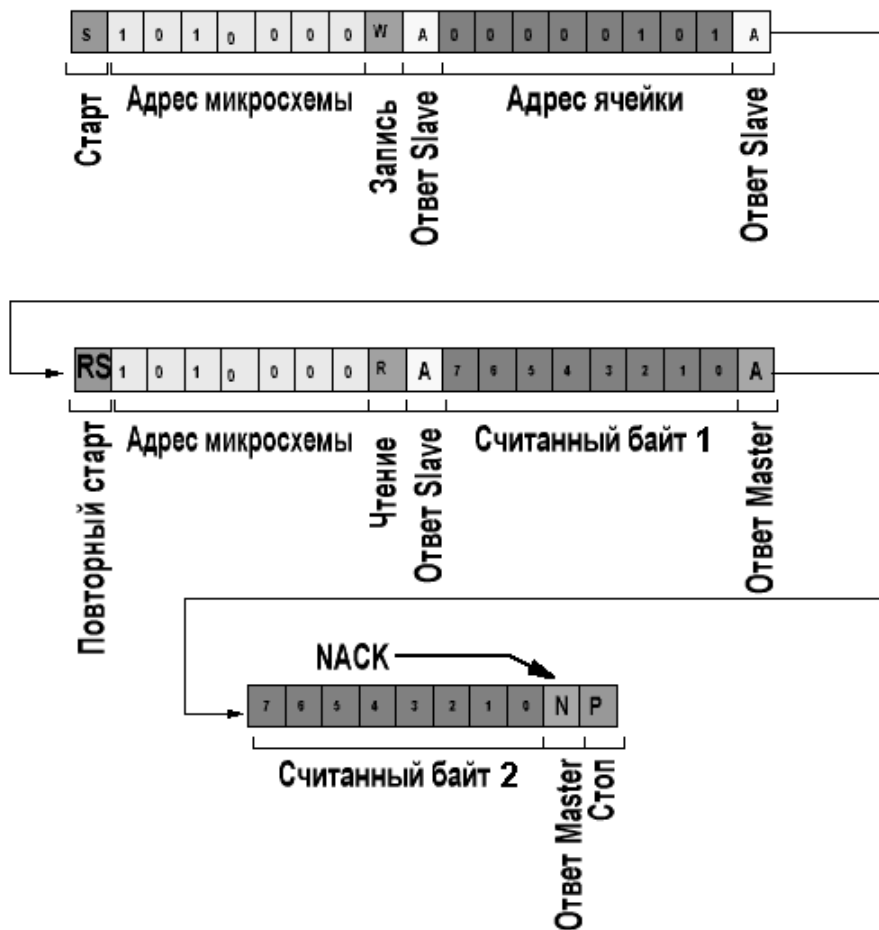 S 1 0 1 0 0 0 0 W A 0 0 0 0 0 1 0 1 A
Старт
Адрес микросхемы
Запись
Ответ Slave
Адрес ячейки
Ответ Slave
RS 1 0 1 0 0 0 0 R A 7 6 5 4 3 2 1 0 A
Повторный старт
Адрес микросхемы
Чтение
Ответ Slave
Считанный байт 1
Ответ Master
NACK
7 6 5 4 3 2 1 0 N P
Считанный байт 2
Ответ Master
Стоп